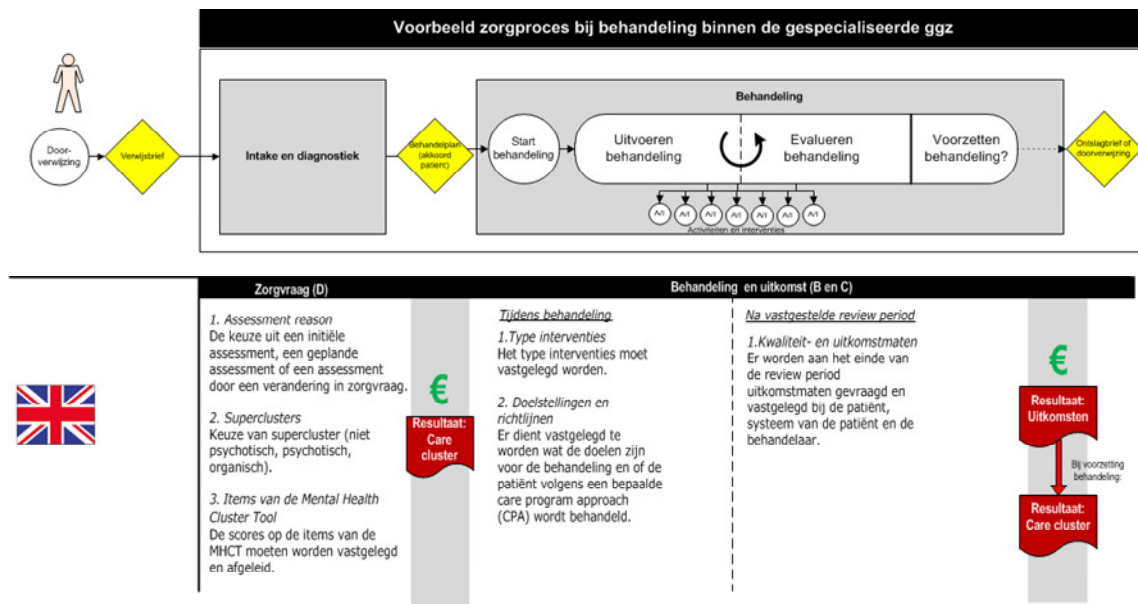 Voorbeeld zorgproces bij behandeling binnen de gespecialiseerde ggz
Door-
verwijzing
Verwijsbrief
Intake en diagnostiek
Behandelplan
(akkoord
patient)
Behandeling
Start
behandeling
Uitvoeren
behandeling
Evalueren
behandeling
Voorzetten
behandeling?
Ontslagbrief of
doorverwijzing
A/I A/I A/I A/I A/I A/I A/I
Activiteiten en interventies
Zorgvraag (D)
Behandeling en uitkomst (B en C)
1. Assessment reason
De keuze uit een initiële
assessment, een geplande
assessment of een assessment
door een verandering in zorgvraag.
2. Superclusters
Keuze van supercluster (niet
psychotisch, psychotisch,
organisch).
3. Items van de Mental Health
Cluster Tool
De scores op de items van de
MHCT moeten worden vastgelegd
en afgeleid.
€
Resultaat:
Care
cluster
Tijdens behandeling
1.Type interventies
Het type interventies moet
vastgelegd worden.
2. Doelstellingen en
richtlijnen
Er dient vastgelegd te
worden wat de doelen zijn
voor de behandeling en of de
patiënt volgens een bepaalde
care program approach
(CPA) wordt behandeld.
Na vastgestelde review period
1.Kwaliteit- en uitkomstmaten
Er worden aan het einde van
de review period
uitkomstmaten gevraagd en
vastgelegd bij de patiënt,
systeem van de patiënt en de
behandelaar.
€
Resultaat:
Uitkomsten
Bij voorzetting
behandeling:
Resultaat:
Care cluster